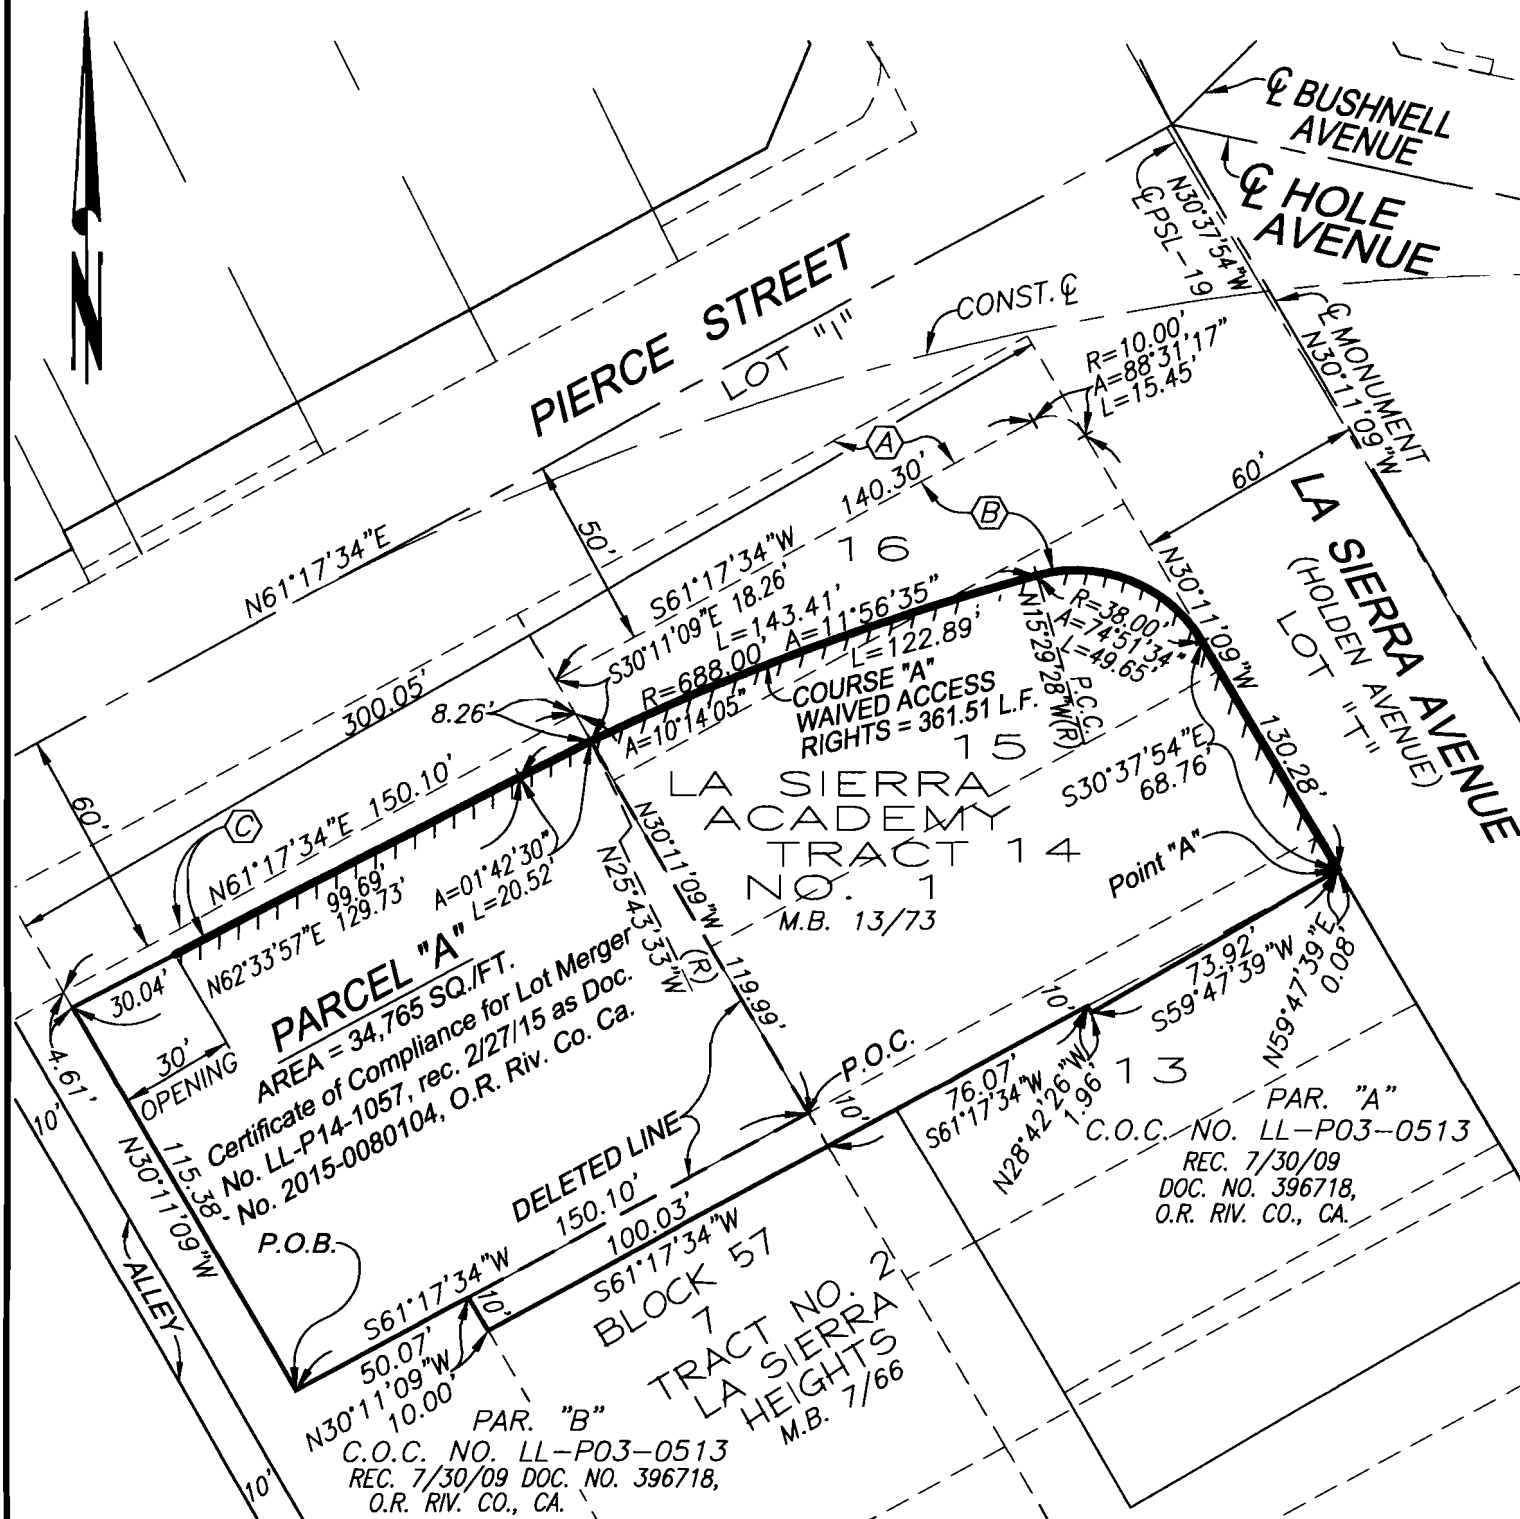 N
℄ BUSHNELL
AVENUE
℄ HOLE
AVENUE
N30°37'54"W
℄ PSL-19
PIERCE STREET
LOT "I"
CONST. ℄
℄ MONUMENT
N30°11'09"W
R=10.00'
A=88°31'17"
L=15.45'
A
140.30'
B
60'
LA SIERRA AVENUE
(HOLDEN AVENUE)
LOT "T"
N61°17'34"E
50'
S61°17'34"W
16
S30°11'09"E 18.26'
L=143.41'
R=688.00' A=11°56'35"
L=122.89'
A=10°14'05"
COURSE "A"
WAIVED ACCESS
RIGHTS = 361.51 L.F.
N15°29'28"W(R)
P.C.C.
R=38.00'
A=74°51'34"
L=49.65'
N30°11'09"W
130.28'
300.05'
8.26'
60'
C
N61°17'34"E 150.10'
99.69'
N62°33'57"E 129.73'
A=01°42'30"
L=20.52'
15
LA SIERRA
ACADEMY
TRACT 14
NO. 1
M.B. 13/73
S30°37'54"E
68.76'
Point "A"
N30°11'09"W
119.99'
N25°43'33"W
(R)
30.04'
4.61'
30'
OPENING
PARCEL "A"
AREA = 34,765 SQ./FT.
Certificate of Compliance for Lot Merger
No. LL-P14-1057, rec. 2/27/15 as Doc.
No. 2015-0080104, O.R. Riv. Co. Ca.
10'
115.38'
N30°11'09"W
ALLEY
10'
P.O.B.
P.O.C.
10'
10'
73.92'
S59°47'39"W
N59°47'39"E
0.08'
76.07'
S61°17'34"W
N28°42'26"W
1.96'
13
PAR. "A"
C.O.C. NO. LL-P03-0513
REC. 7/30/09
DOC. NO. 396718,
O.R. RIV. CO., CA.
DELETED LINE
150.10'
100.03'
S61°17'34"W
S61°17'34"W
10'
50.07'
N30°11'09"W
10.00'
BLOCK 57
7
TRACT NO. 2
LA SIERRA
HEIGHTS
M.B. 7/66
PAR. "B"
C.O.C. NO. LL-P03-0513
REC. 7/30/09 DOC. NO. 396718,
O.R. RIV. CO., CA.